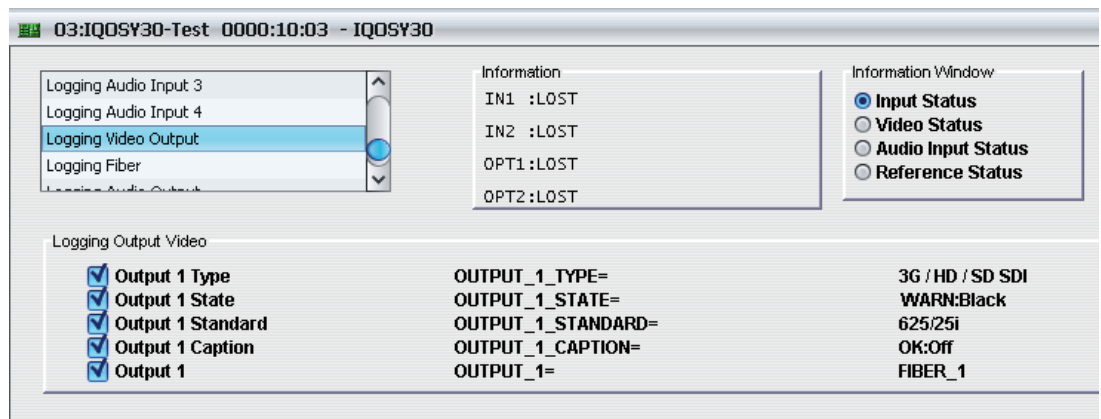 03:IQOSY30-Test 0000:10:03 - IQOSY30
Logging Audio Input 3
Logging Audio Input 4
Logging Video Output
Logging Fiber
Logging Audio Output
Information
IN1 :LOST
IN2 :LOST
OPT1:LOST
OPT2:LOST
Information Window
Input Status
Video Status
Audio Input Status
Reference Status
Logging Output Video
Output 1 Type OUTPUT_1_TYPE= 3G / HD / SD SDI
Output 1 State OUTPUT_1_STATE= WARN:Black
Output 1 Standard OUTPUT_1_STANDARD= 625/25i
Output 1 Caption OUTPUT_1_CAPTION= OK:Off
Output 1 OUTPUT_1= FIBER_1